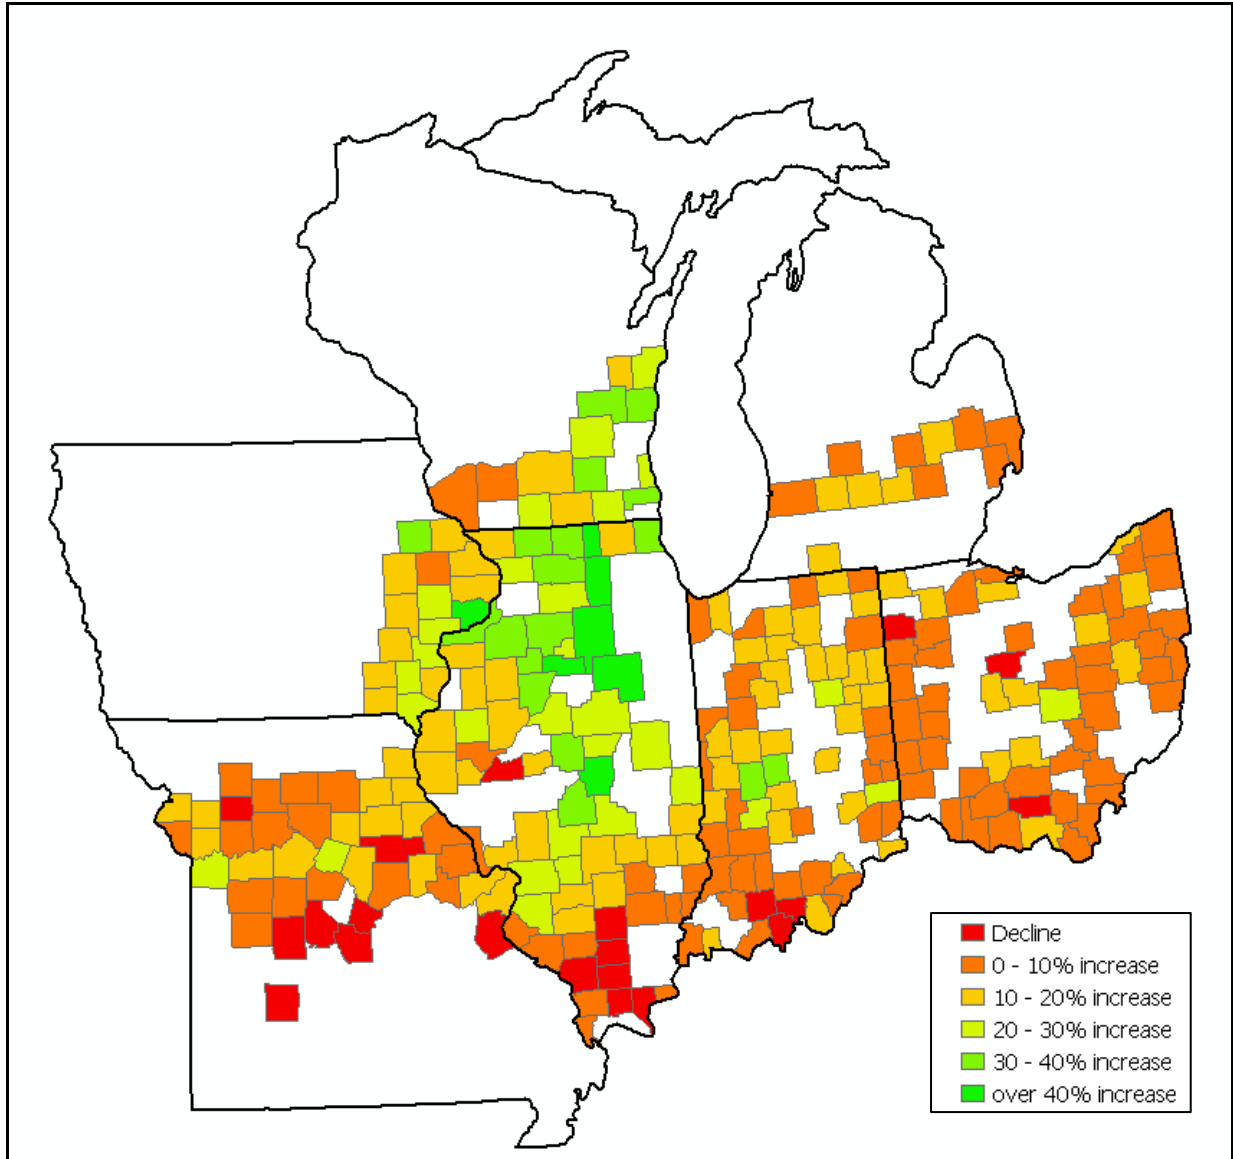 Decline
0 - 10% increase
10 - 20% increase
20 - 30% increase
30 - 40% increase
over 40% increase